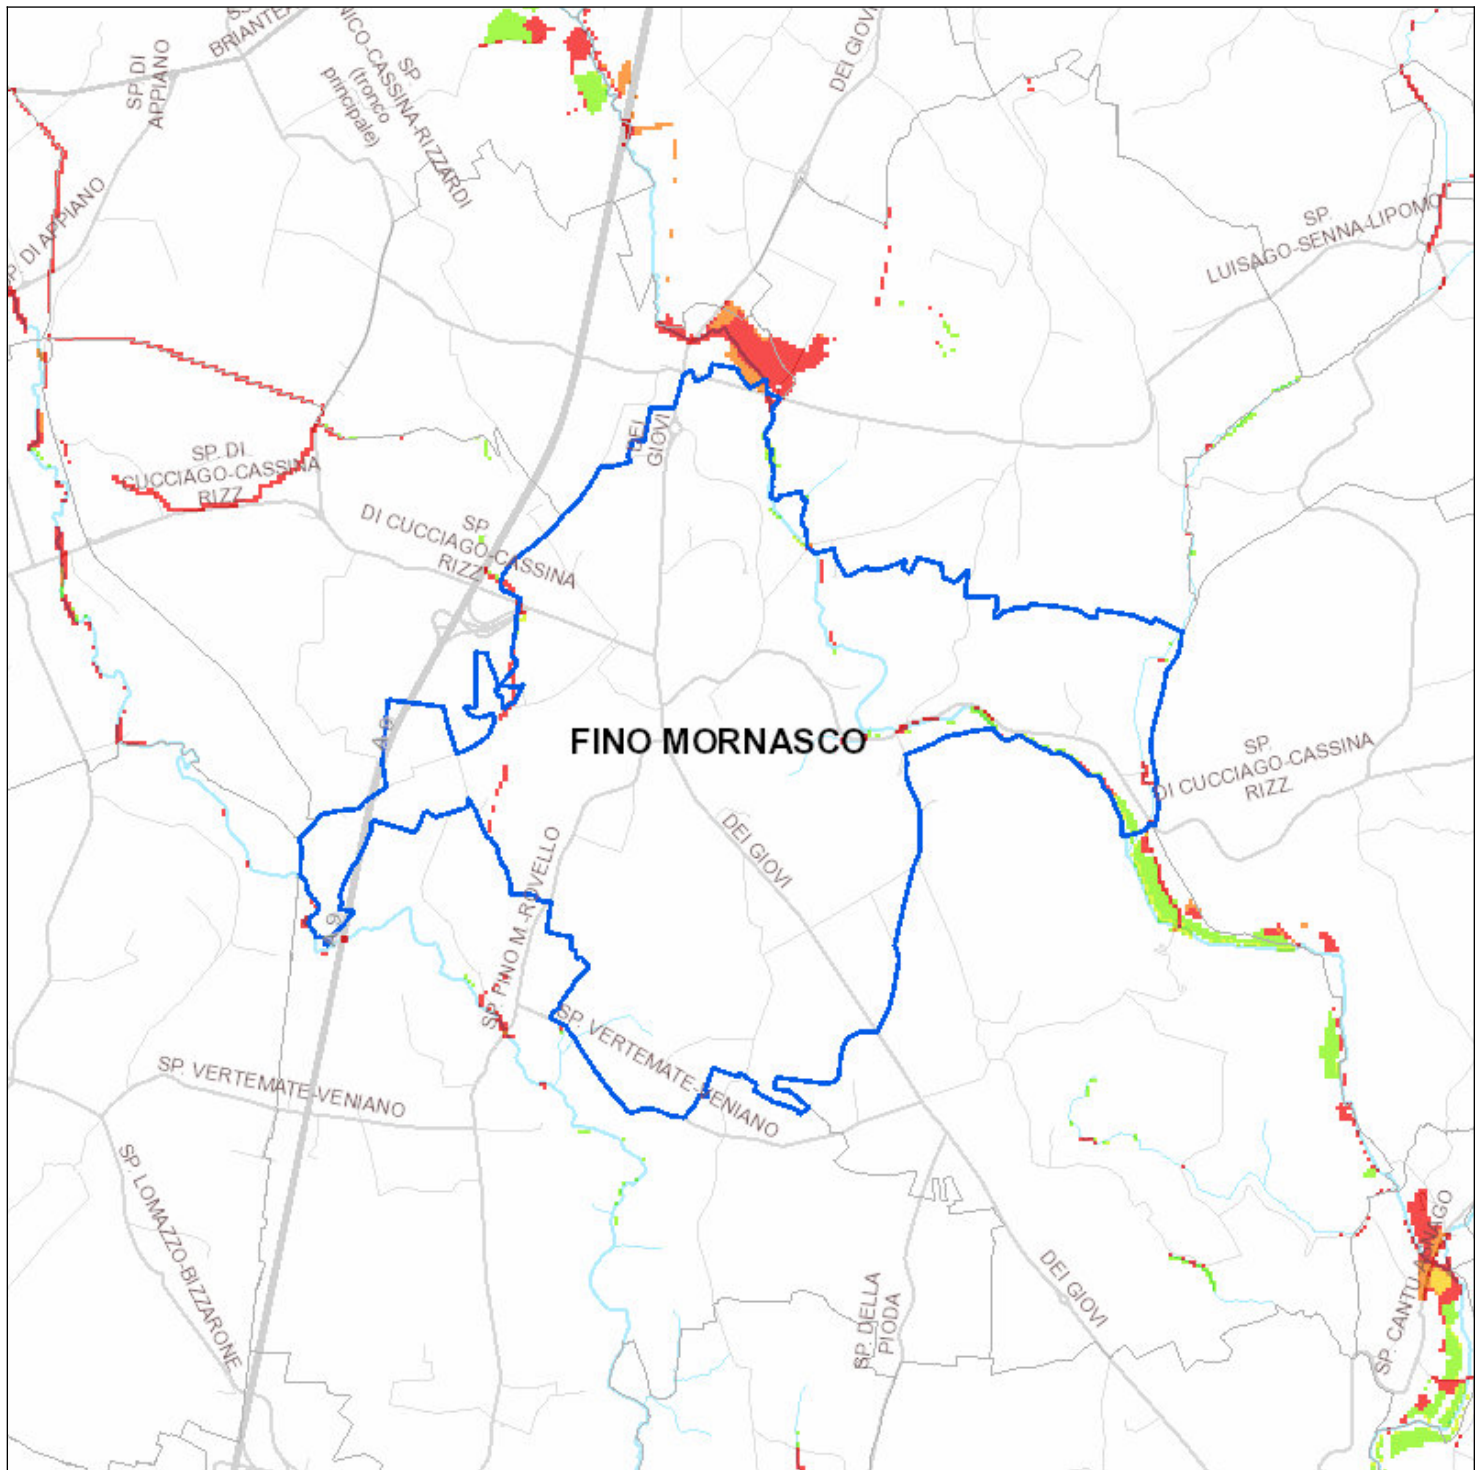 BRIANTEA
SP. DI
APPIANO
NICO-CASSINA-RIZZARDI
SP.
(tronco
principale)
DEI GIOVI
SP. DI APPIANO
SP.
LUISAGO-SENNA-LIPOMO
SP. DI
CUCCIAGO-CASSINA
RIZZ.
DEI
GIOVI
SP.
DI CUCCIAGO-CASSINA
RIZZ.
A 9
FINO MORNASCO
SP.
DI CUCCIAGO-CASSINA
RIZZ.
DEI GIOVI
SP. FINO M.-ROVELLO
A 9
SP. VERTEMATE-VENIANO
SP. VERTEMATE-VENIANO
SP. LOMAZZO-BIZZARONE
SP. DELLA
PIODA
DEI GIOVI
SP. CANTU